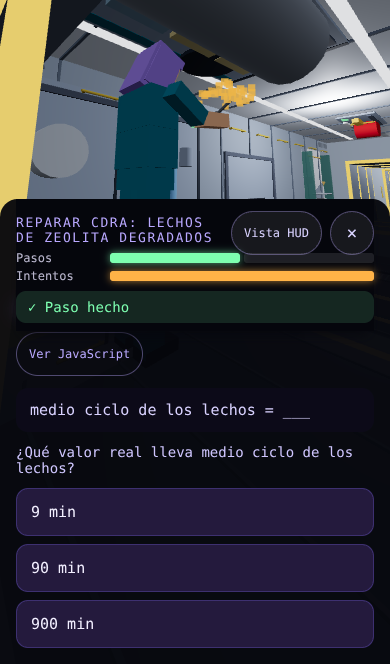 REPARAR CDRA: LECHOS
DE ZEOLITA DEGRADADOS
Vista HUD
×
Pasos
Intentos
✓ Paso hecho
Ver JavaScript
medio ciclo de los lechos = ___
¿Qué valor real lleva medio ciclo de los
lechos?
9 min
90 min
900 min